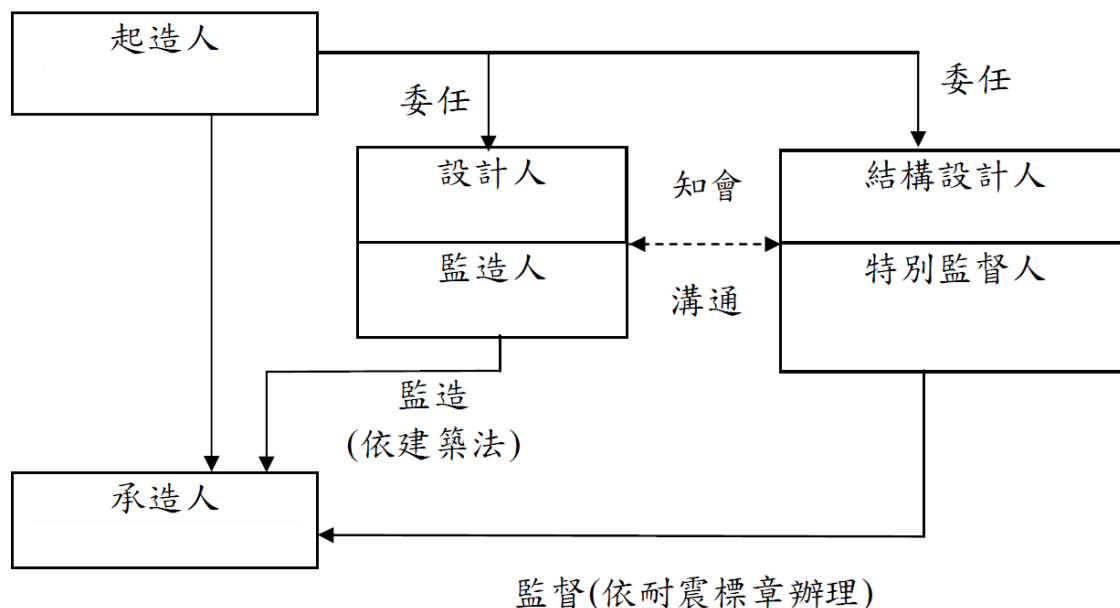 起造人
委任
委任
設計人
知會
結構設計人
監造人
溝通
特別監督人
監造
(依建築法)
承造人
監督(依耐震標章辦理)